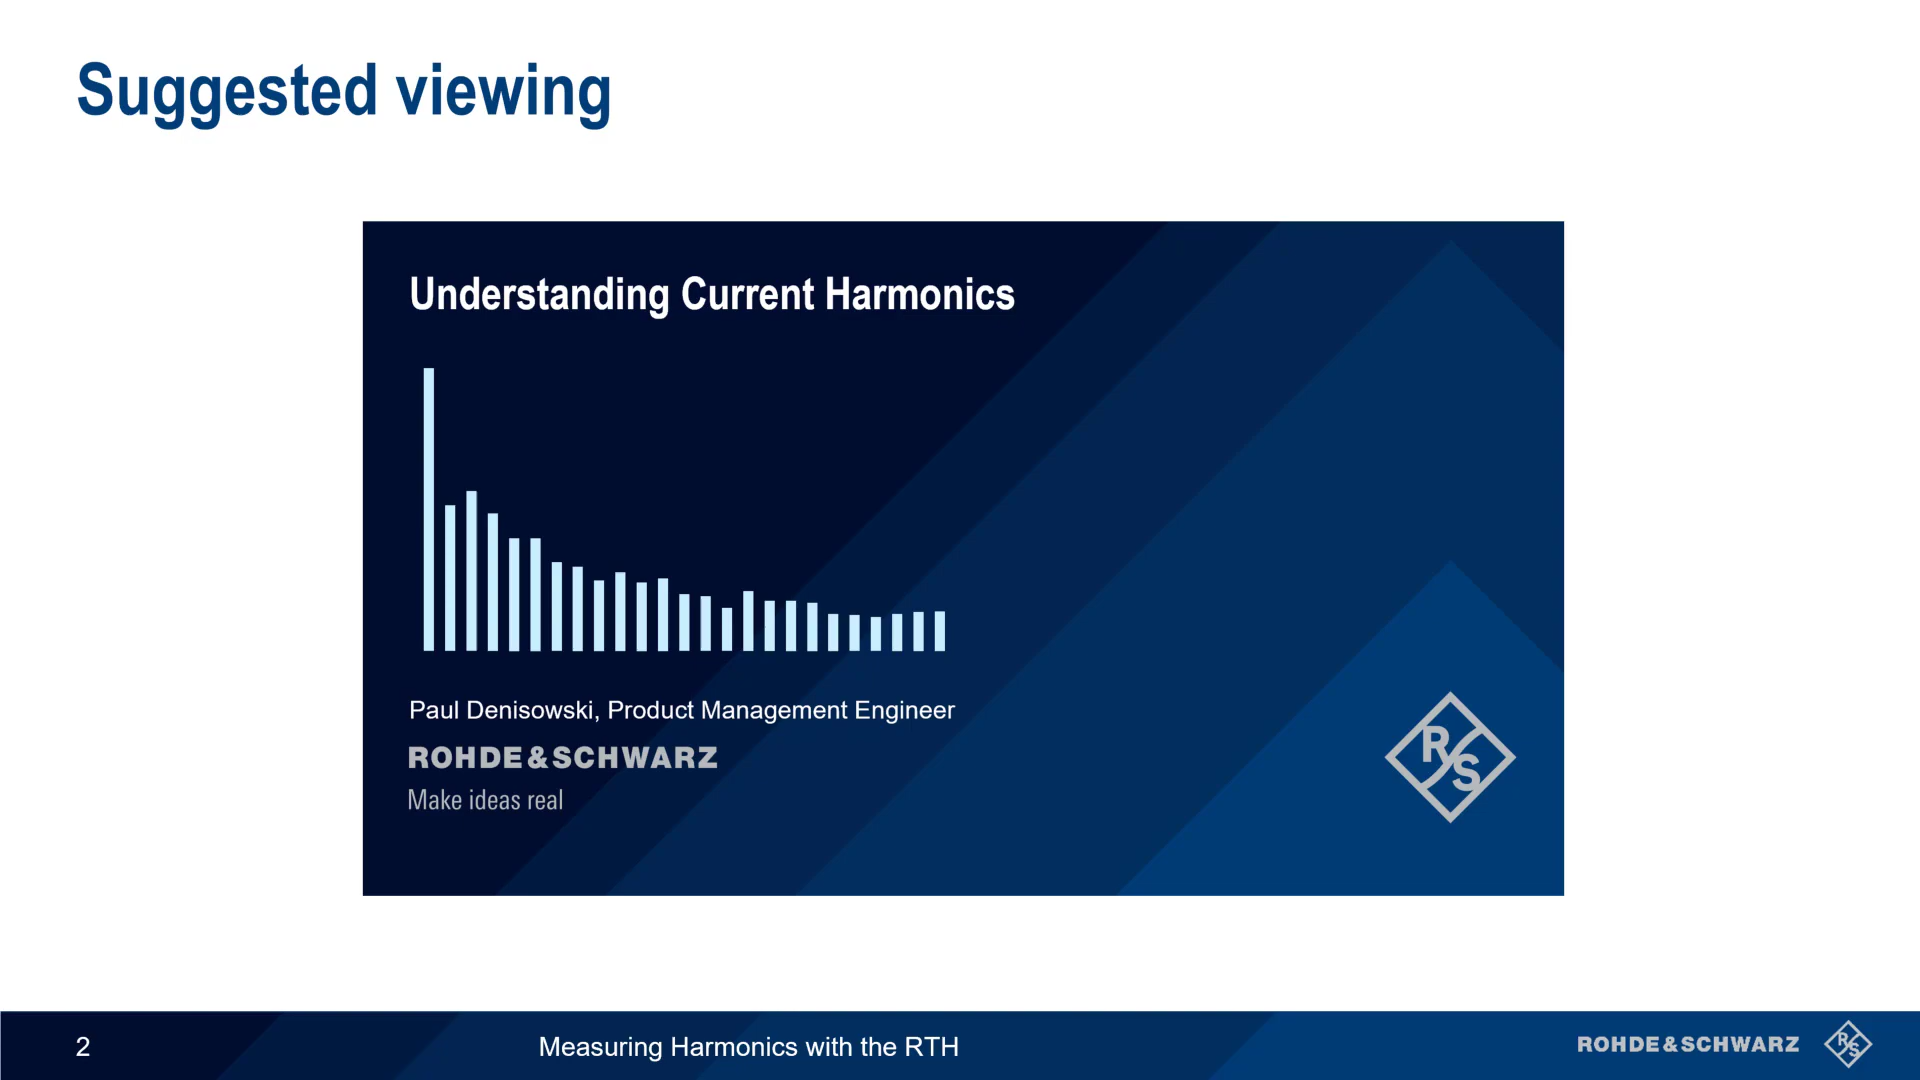 Suggested viewing
Understanding Current Harmonics
Paul Denisowski, Product Management Engineer
ROHDE&SCHWARZ
Make ideas real
R S
2
Measuring Harmonics with the RTH
ROHDE&SCHWARZ
R S